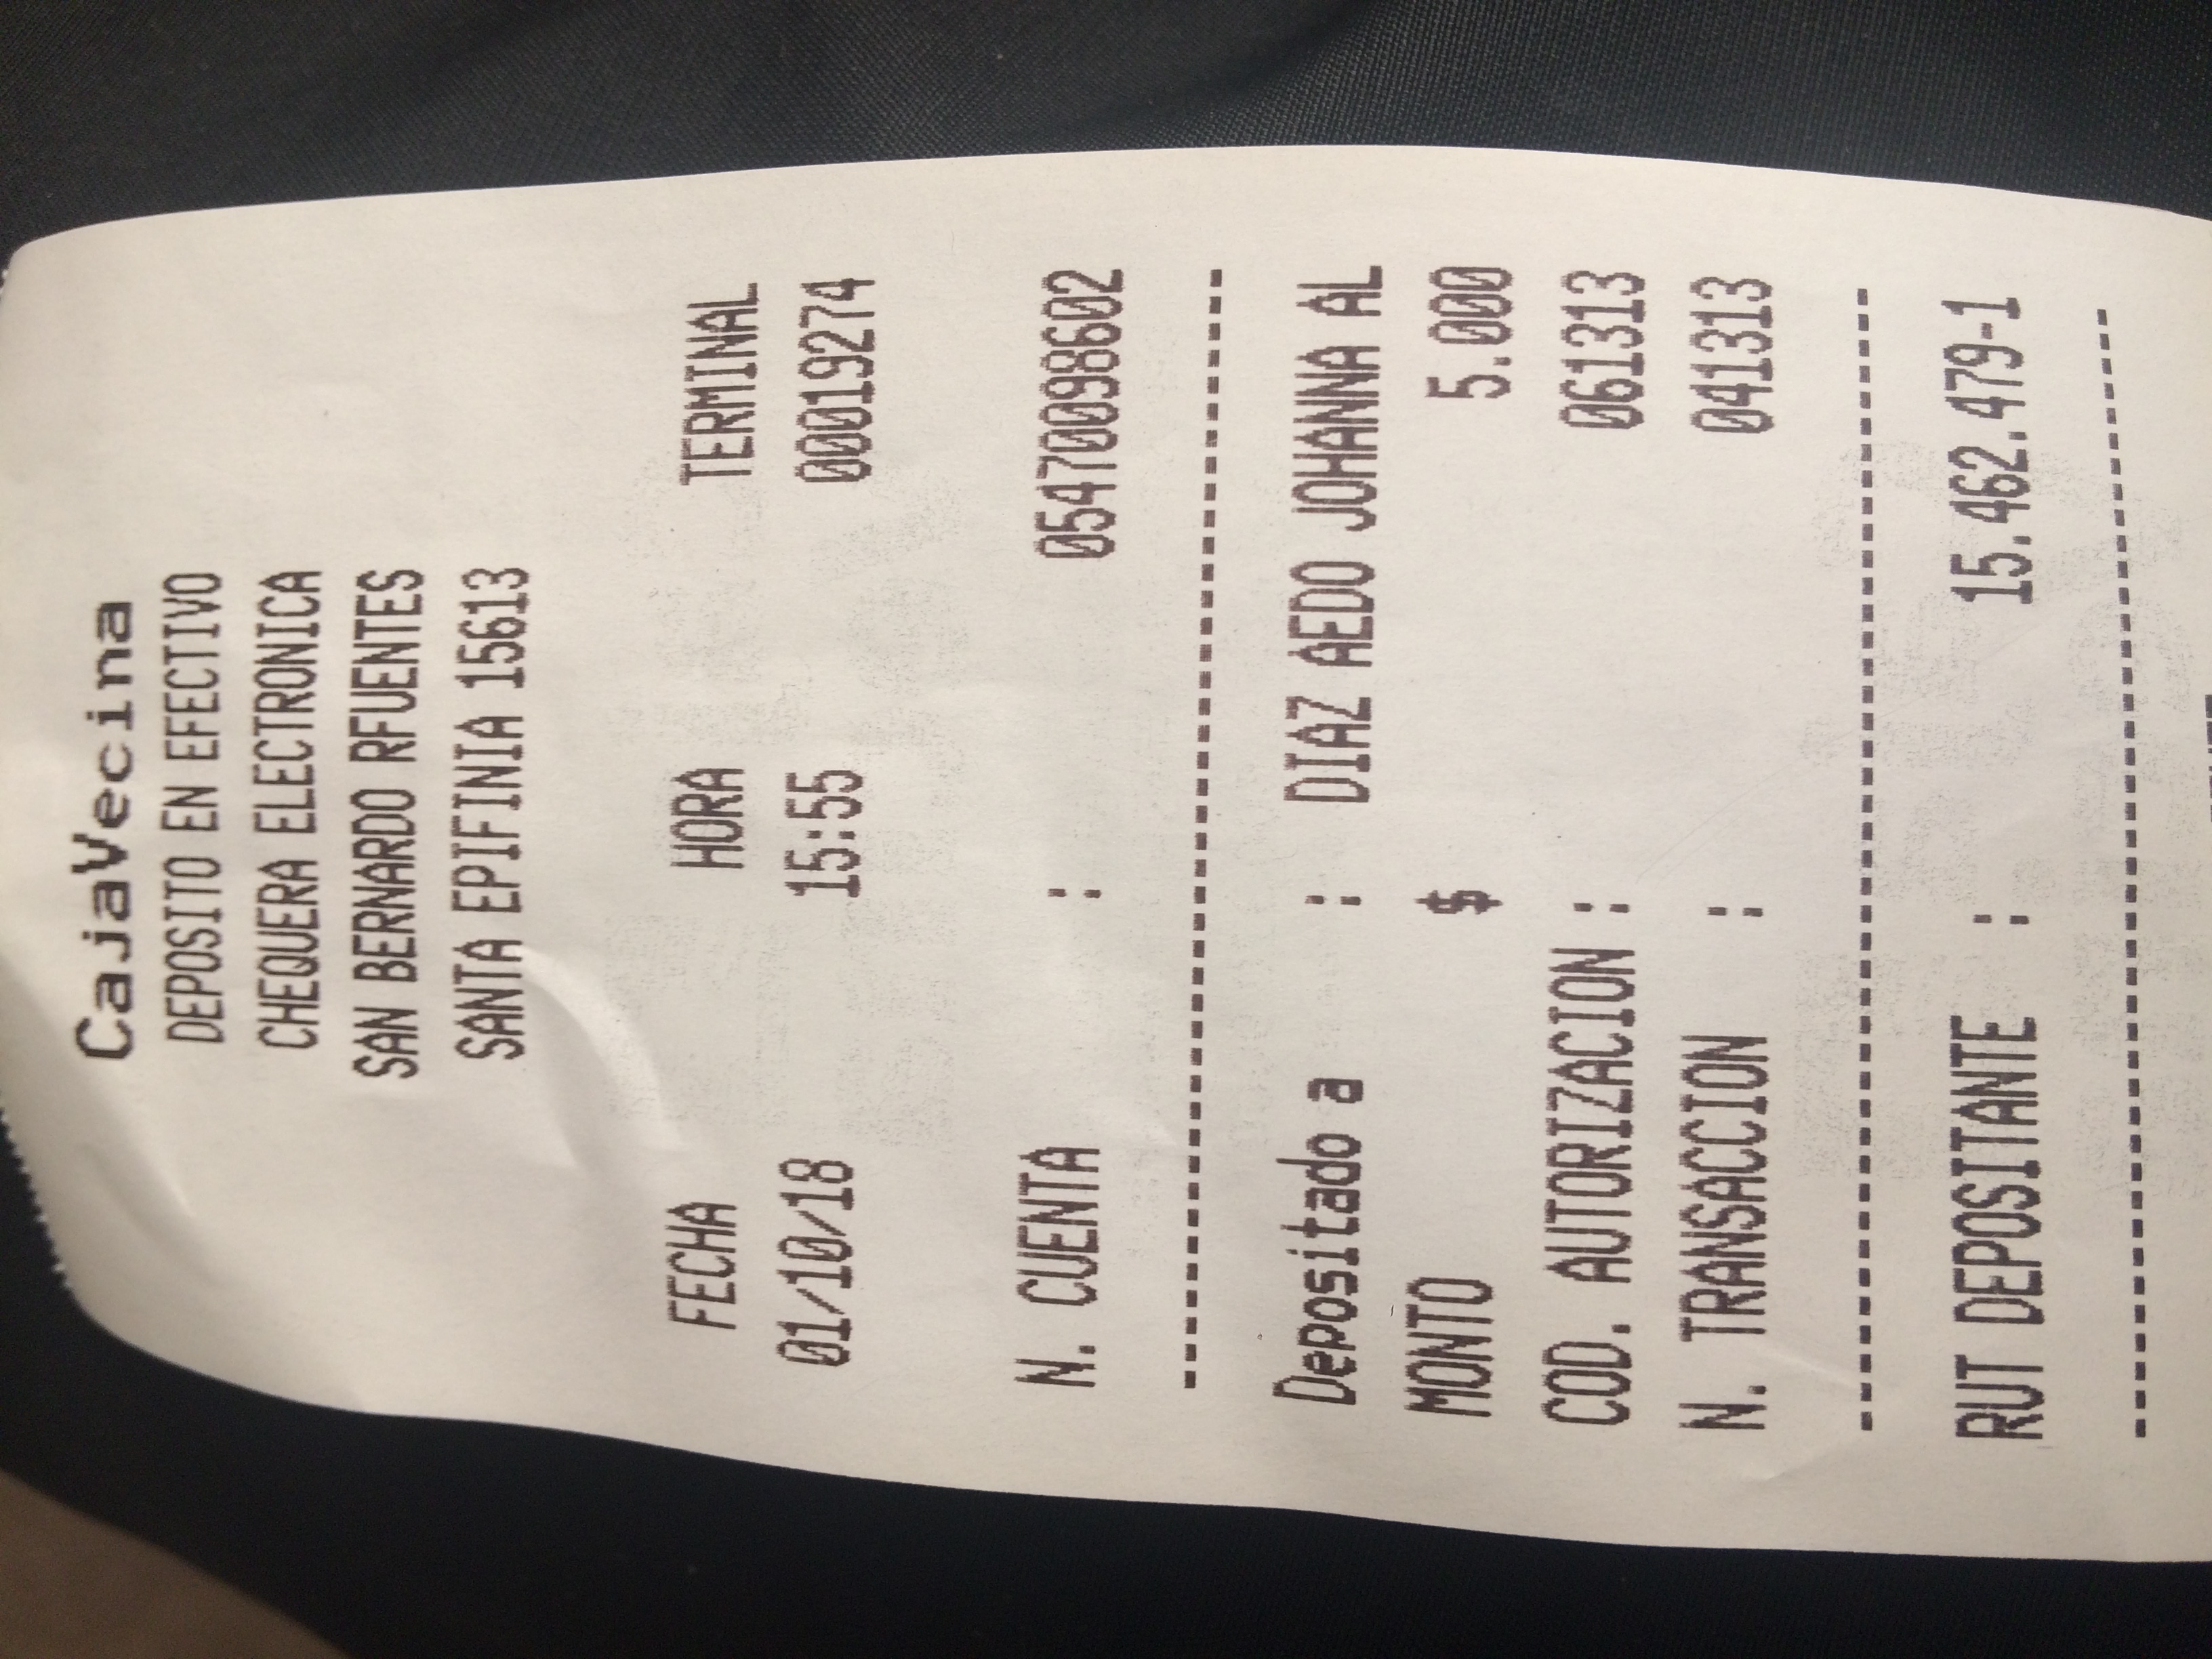 CajaVecina
DEPOSITO EN EFECTIVO
CHEQUERA ELECTRONICA
SAN BERNARDO RFUENTES
SANTA EPIFINIA 15613
FECHA HORA TERMINAL
01/10/18 15:55 00019274
N. CUENTA : 05470098602
--------------------------------------
Depositado a : DIAZ AEDO JOHANNA AL
MONTO $ 5.000
COD. AUTORIZACION : 061313
N. TRANSACCION : 041313
--------------------------------------
RUT DEPOSITANTE : 15.462.479-1
--------------------------------------